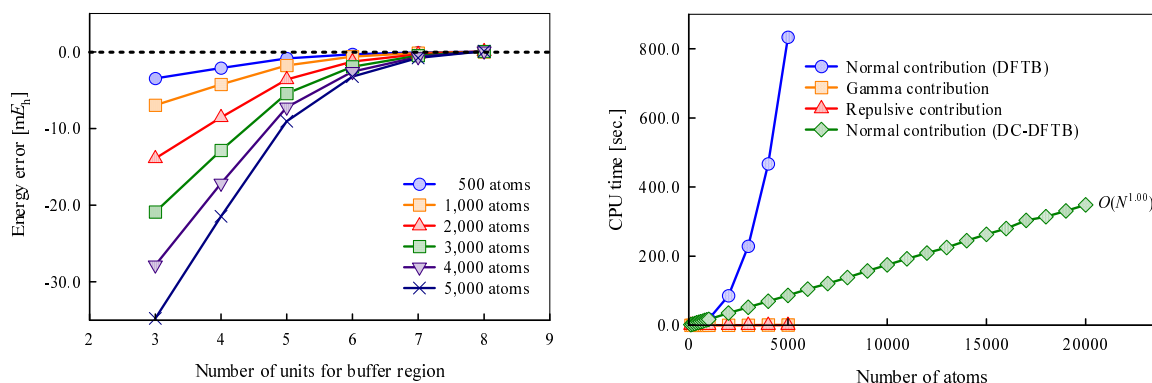 Energy error [mEh]
0.0
-10.0
-20.0
-30.0
2 3 4 5 6 7 8 9
Number of units for buffer region
500 atoms
1,000 atoms
2,000 atoms
3,000 atoms
4,000 atoms
5,000 atoms
CPU time [sec.]
800.0
600.0
400.0
200.0
0.0
0 5000 10000 15000 20000
Number of atoms
Normal contribution (DFTB)
Gamma contribution
Repulsive contribution
Normal contribution (DC-DFTB)
O(N^1.00)